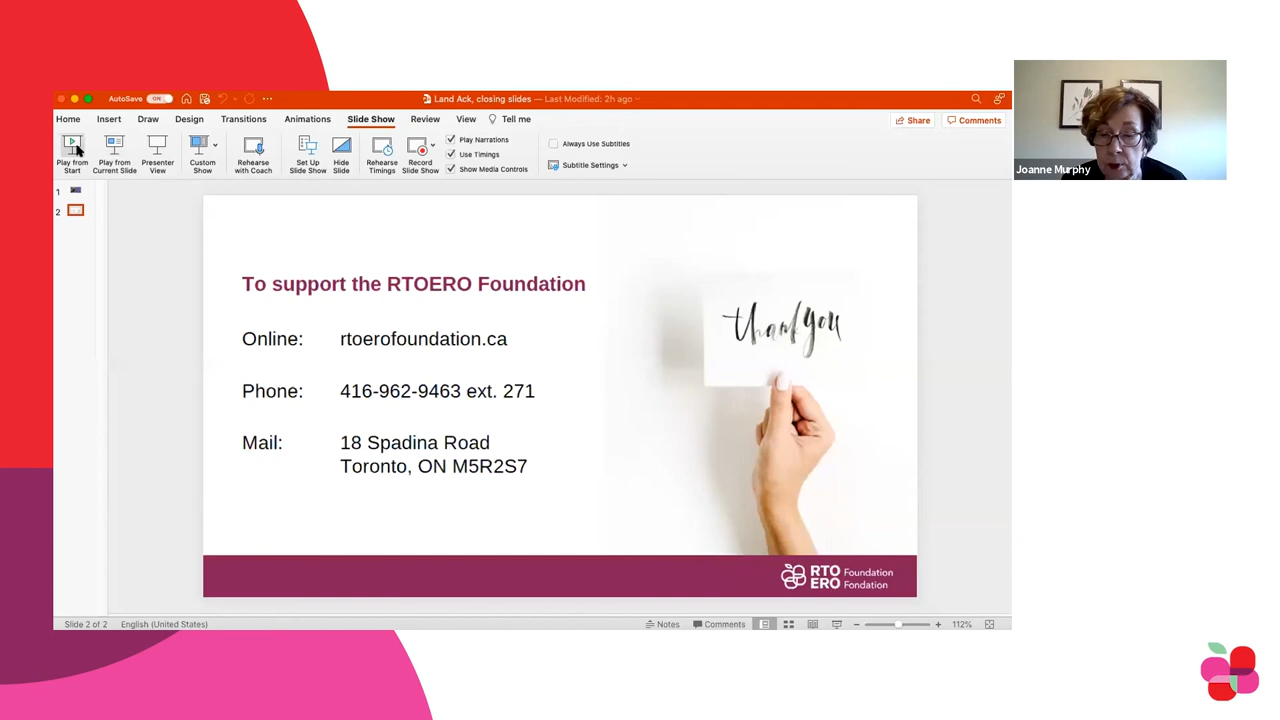 AutoSave ON
Land Ack, closing slides — Last Modified: 2h ago
Home Insert Draw Design Transitions Animations Slide Show Review View Tell me
Share Comments
Play from Start
Play from Current Slide
Presenter View
Custom Show
Rehearse with Coach
Set Up Slide Show
Hide Slide
Rehearse Timings
Record Slide Show
Play Narrations
Use Timings
Show Media Controls
Always Use Subtitles
Subtitle Settings
1
2
To support the RTOERO Foundation
Online: rtoerofoundation.ca
Phone: 416-962-9463 ext. 271
Mail: 18 Spadina Road
Toronto, ON M5R2S7
thank you
RTO Foundation
ERO Fondation
Slide 2 of 2 English (United States) Notes Comments 112%
Joanne Murphy